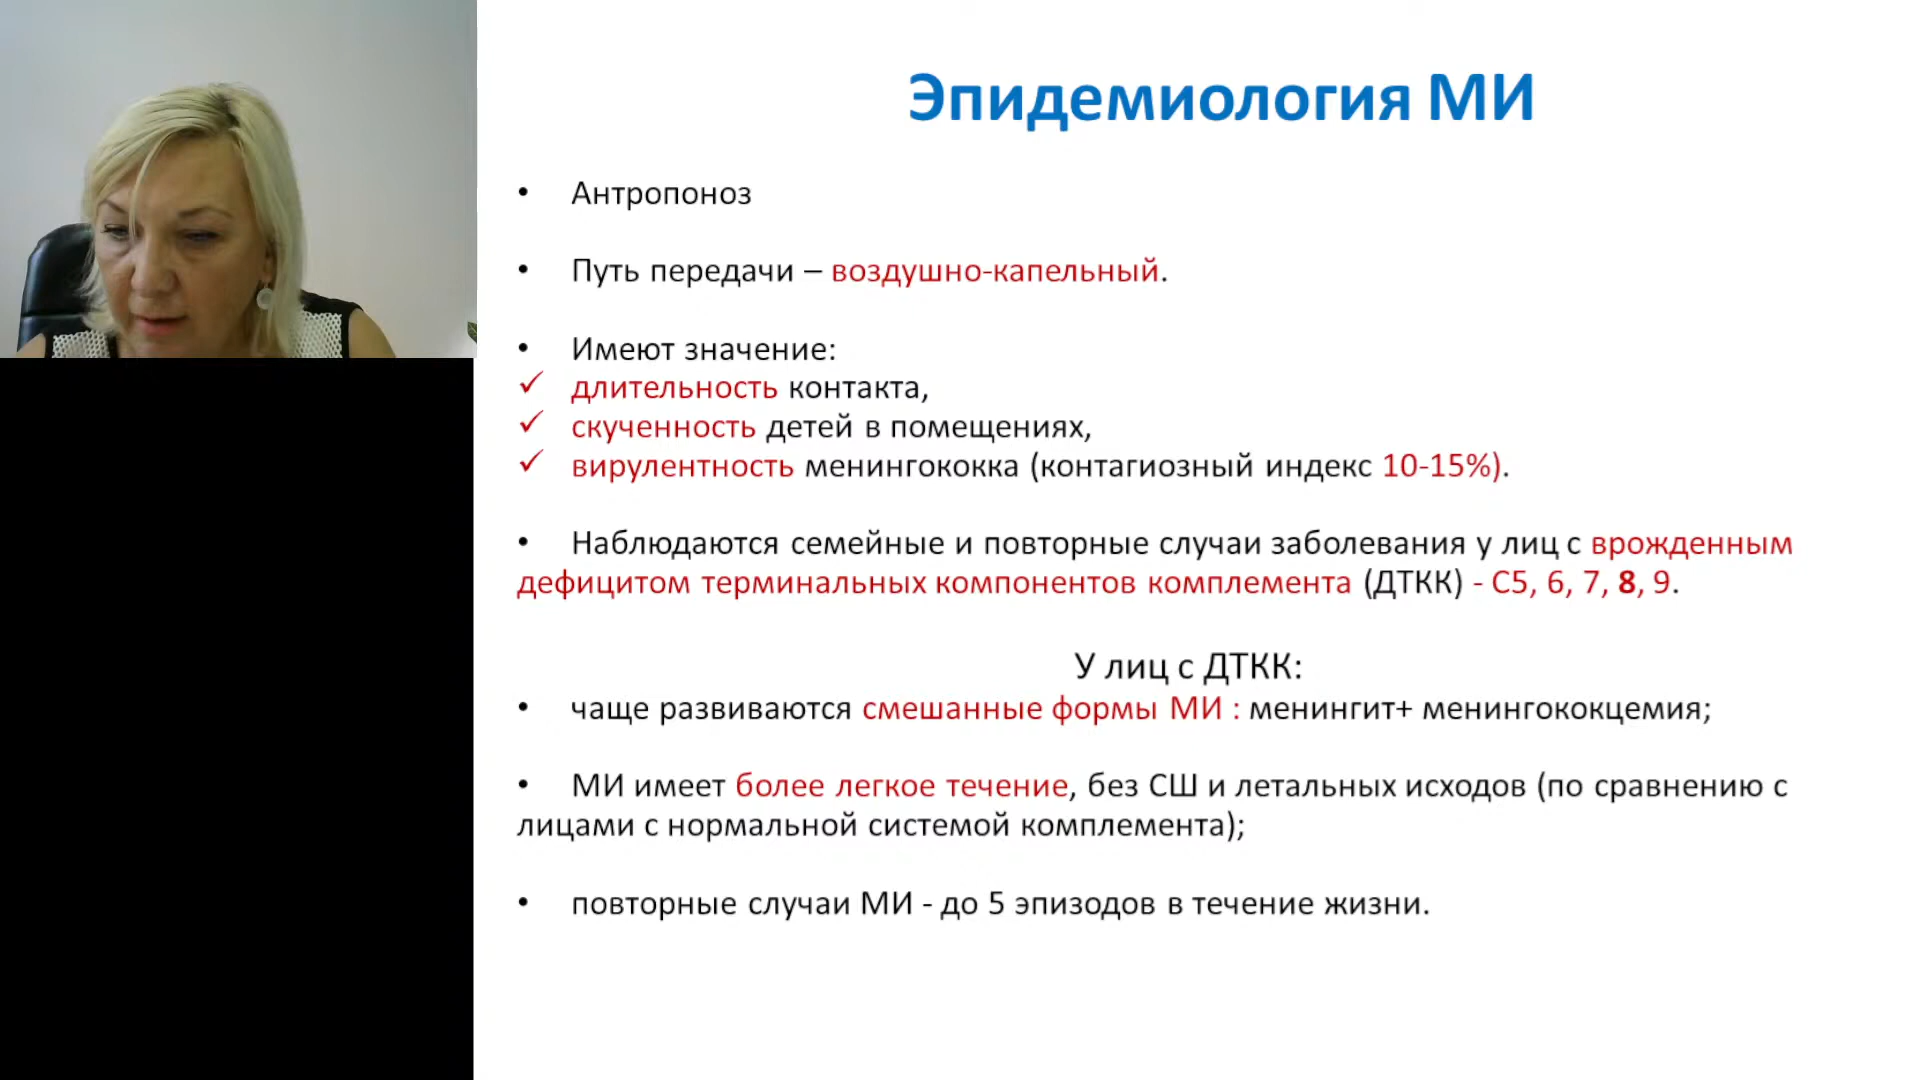 Эпидемиология МИ
• Антропоноз
• Путь передачи – воздушно-капельный.
• Имеют значение:
✓ длительность контакта,
✓ скученность детей в помещениях,
✓ вирулентность менингококка (контагиозный индекс 10-15%).
• Наблюдаются семейные и повторные случаи заболевания у лиц с врожденным
дефицитом терминальных компонентов комплемента (ДТКК) - С5, 6, 7, 8, 9.
У лиц с ДТКК:
• чаще развиваются смешанные формы МИ : менингит+ менингококцемия;
• МИ имеет более легкое течение, без СШ и летальных исходов (по сравнению с
лицами с нормальной системой комплемента);
• повторные случаи МИ - до 5 эпизодов в течение жизни.